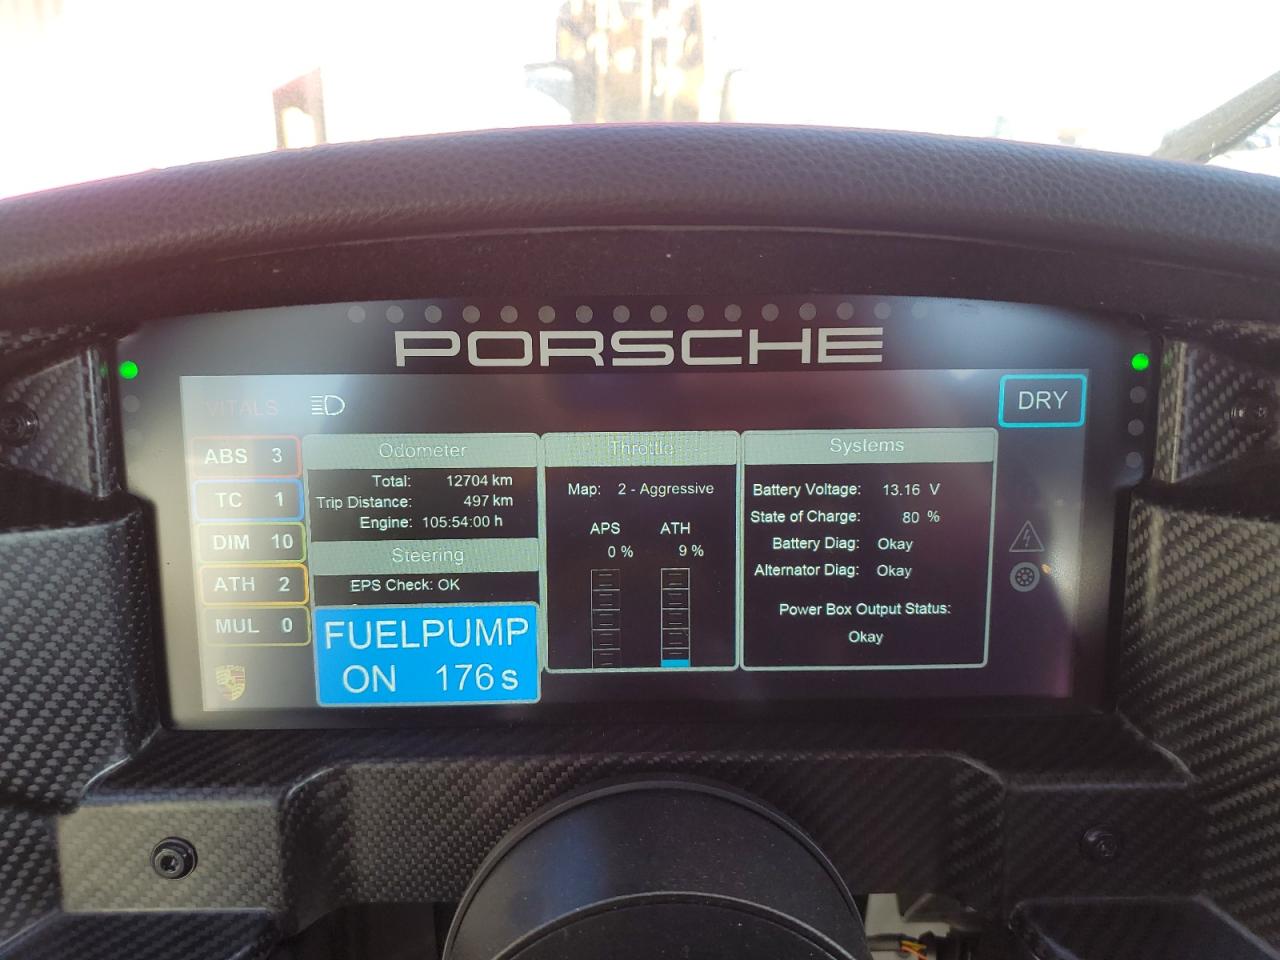 PORSCHE
VITALS
DRY
ABS 3
TC 1
DIM 10
ATH 2
MUL 0
Odometer
Total: 12704 km
Trip Distance: 497 km
Engine: 105:54:00 h
Steering
EPS Check: OK
FUELPUMP
ON 176 s
Throttle
Map: 2 - Aggressive
APS ATH
0 % 9 %
Systems
Battery Voltage: 13.16 V
State of Charge: 80 %
Battery Diag: Okay
Alternator Diag: Okay
Power Box Output Status:
Okay